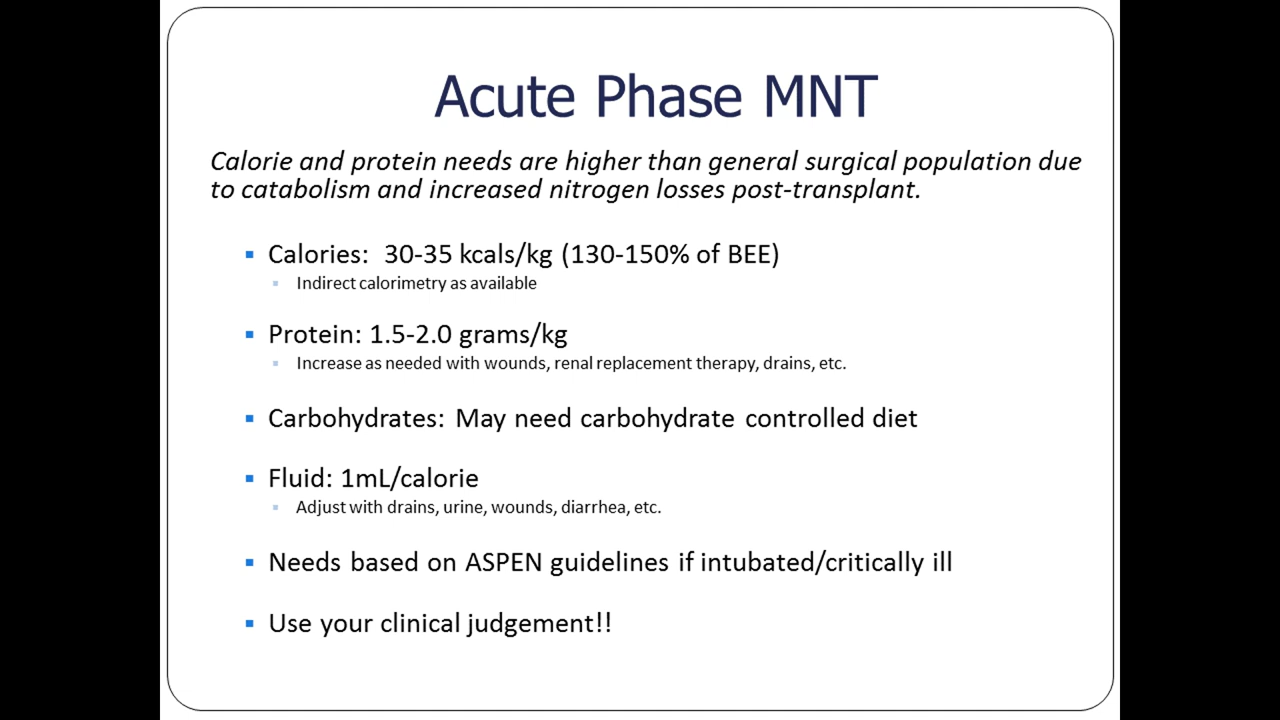 Acute Phase MNT
Calorie and protein needs are higher than general surgical population due
to catabolism and increased nitrogen losses post-transplant.
Calories: 30-35 kcals/kg (130-150% of BEE)
Indirect calorimetry as available
Protein: 1.5-2.0 grams/kg
Increase as needed with wounds, renal replacement therapy, drains, etc.
Carbohydrates: May need carbohydrate controlled diet
Fluid: 1mL/calorie
Adjust with drains, urine, wounds, diarrhea, etc.
Needs based on ASPEN guidelines if intubated/critically ill
Use your clinical judgement!!